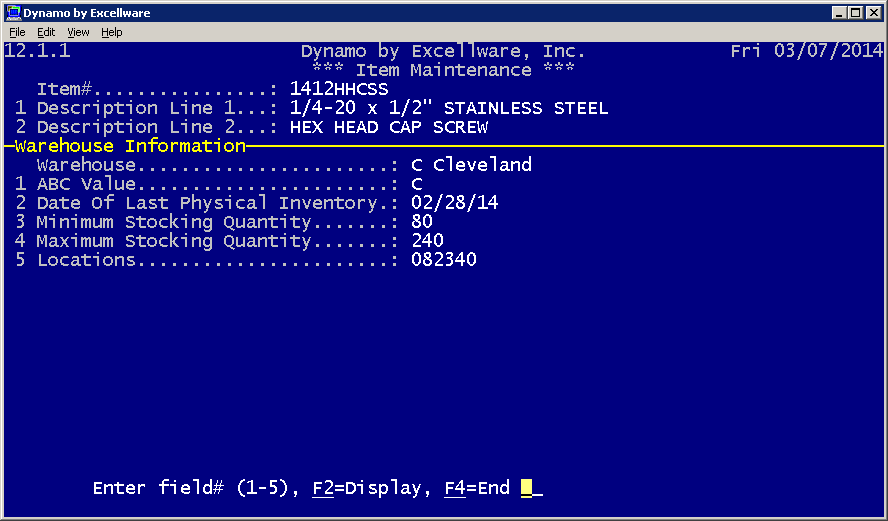 Dynamo by Excellware
File Edit View Help
12.1.1 Dynamo by Excellware, Inc. Fri 03/07/2014
*** Item Maintenance ***
Item#................: 1412HHCSS
1 Description Line 1...: 1/4-20 x 1/2" STAINLESS STEEL
2 Description Line 2...: HEX HEAD CAP SCREW
Warehouse Information
Warehouse.......................: C Cleveland
1 ABC Value.......................: C
2 Date Of Last Physical Inventory.: 02/28/14
3 Minimum Stocking Quantity.......: 80
4 Maximum Stocking Quantity.......: 240
5 Locations.......................: 082340
Enter field# (1-5), F2=Display, F4=End